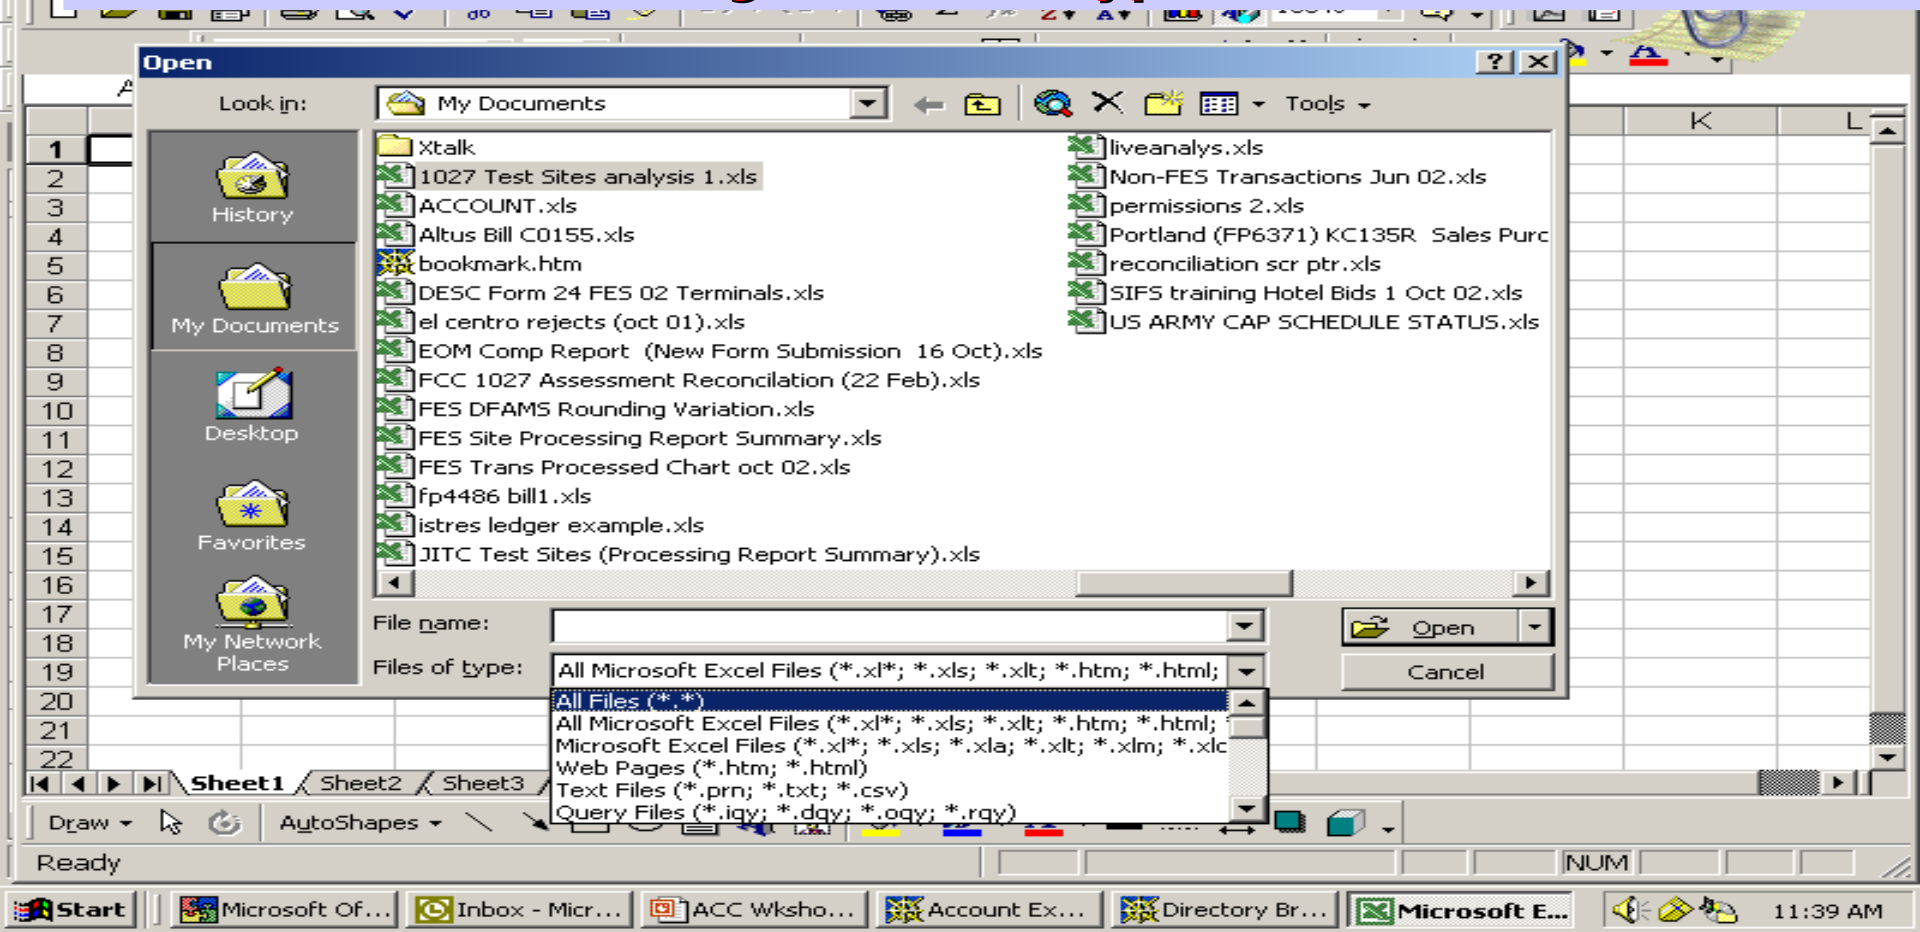 Open
Look in:
My Documents
Tools
K
L
1
2
3
4
5
6
7
8
9
10
11
12
13
14
15
16
17
18
19
20
21
22
History
My Documents
Desktop
Favorites
My Network
Places
Xtalk
1027 Test Sites analysis 1.xls
ACCOUNT.xls
Altus Bill C0155.xls
bookmark.htm
DESC Form 24 FES 02 Terminals.xls
el centro rejects (oct 01).xls
EOM Comp Report (New Form Submission 16 Oct).xls
FCC 1027 Assessment Reconcilation (22 Feb).xls
FES DFAMS Rounding Variation.xls
FES Site Processing Report Summary.xls
FES Trans Processed Chart oct 02.xls
fp4486 bill1.xls
istres ledger example.xls
JITC Test Sites (Processing Report Summary).xls
liveanalys.xls
Non-FES Transactions Jun 02.xls
permissions 2.xls
Portland (FP6371) KC135R Sales Purc
reconciliation scr ptr.xls
SIFS training Hotel Bids 1 Oct 02.xls
US ARMY CAP SCHEDULE STATUS.xls
File name:
Open
Files of type:
All Microsoft Excel Files (*.xl*; *.xls; *.xlt; *.htm; *.html;
Cancel
All Files (*.*)
All Microsoft Excel Files (*.xl*; *.xls; *.xlt; *.htm; *.html;
Microsoft Excel Files (*.xl*; *.xls; *.xla; *.xlt; *.xlm; *.xlc
Web Pages (*.htm; *.html)
Text Files (*.prn; *.txt; *.csv)
Query Files (*.iqy; *.dqy; *.oqy; *.rqy)
Sheet1 Sheet2 Sheet3
Draw AutoShapes
Ready
NUM
Start
Microsoft Of...
Inbox - Micr...
ACC Wksho...
Account Ex...
Directory Br...
Microsoft E...
11:39 AM